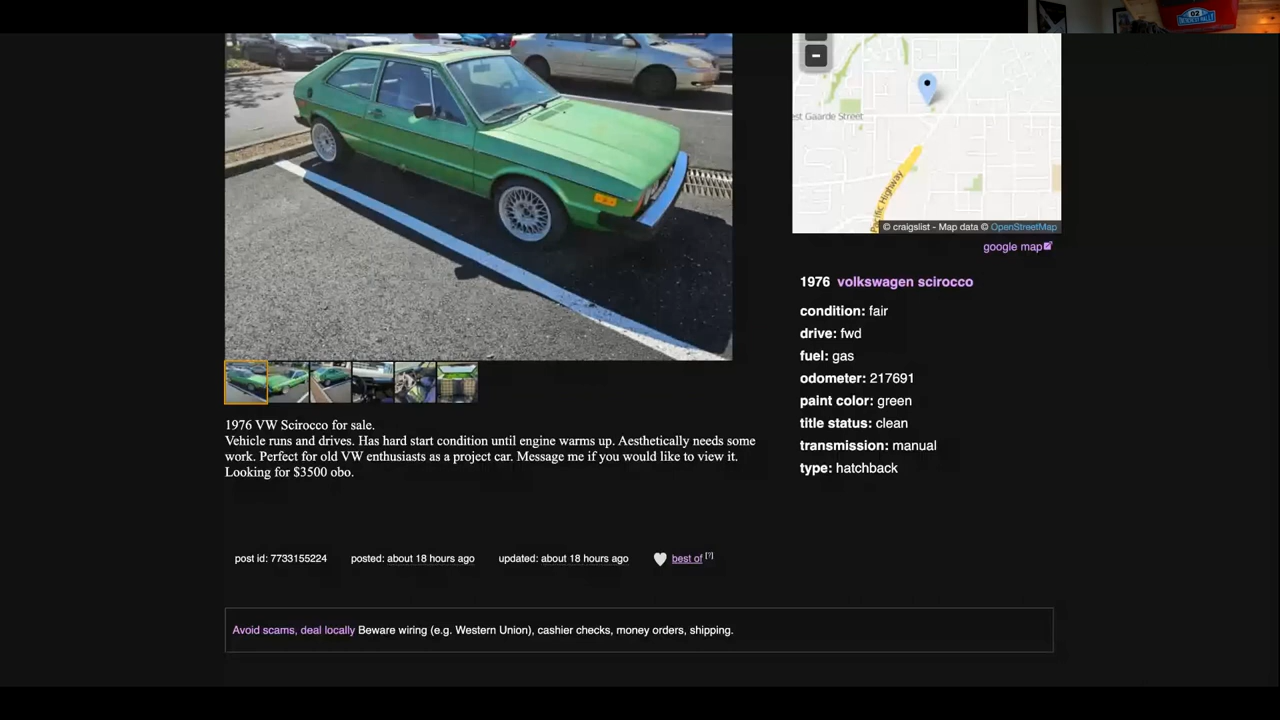 est Gaarde Street
Pacific Highway
© craigslist - Map data © OpenStreetMap
google map
1976 volkswagen scirocco
condition: fair
drive: fwd
fuel: gas
odometer: 217691
paint color: green
title status: clean
transmission: manual
type: hatchback
1976 VW Scirocco for sale.
Vehicle runs and drives. Has hard start condition until engine warms up. Aesthetically needs some
work. Perfect for old VW enthusiasts as a project car. Message me if you would like to view it.
Looking for $3500 obo.
post id: 7733155224 posted: about 18 hours ago updated: about 18 hours ago best of [?]
Avoid scams, deal locally Beware wiring (e.g. Western Union), cashier checks, money orders, shipping.